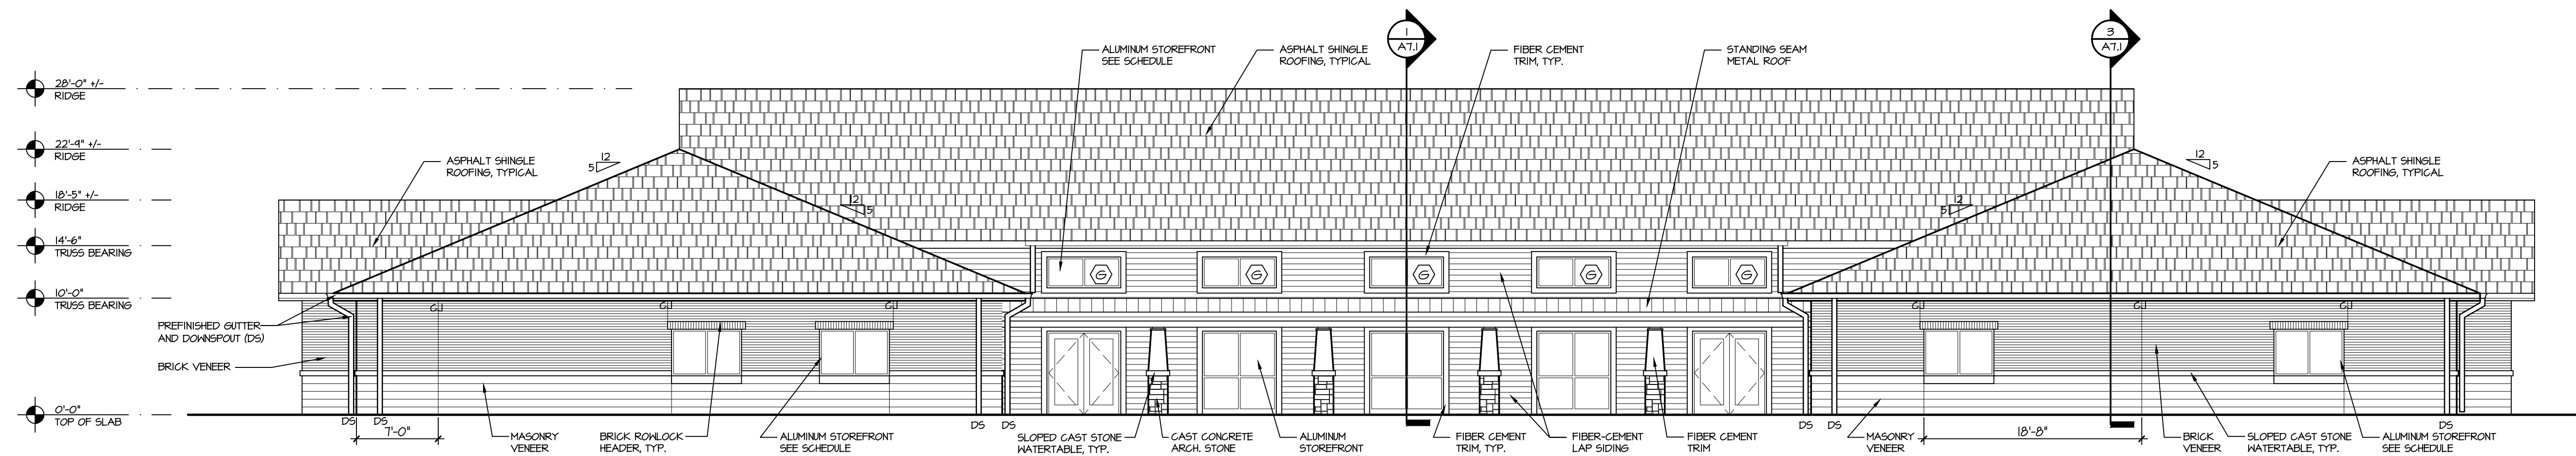 1
A7.1
3
A7.1
ALUMINUM STOREFRONT
SEE SCHEDULE
ASPHALT SHINGLE
ROOFING, TYPICAL
FIBER CEMENT
TRIM, TYP.
STANDING SEAM
METAL ROOF
28'-0" +/-
RIDGE
22'-9" +/-
RIDGE
18'-5" +/-
RIDGE
14'-6"
TRUSS BEARING
10'-0"
TRUSS BEARING
0'-0"
TOP OF SLAB
ASPHALT SHINGLE
ROOFING, TYPICAL
12
5
12
5
12
5
12
5
ASPHALT SHINGLE
ROOFING, TYPICAL
G
G
G
G
G
PREFINISHED GUTTER
AND DOWNSPOUT (DS)
BRICK VENEER
CJ
CJ
CJ
CJ
CJ
CJ
DS
DS
DS
DS
DS
DS
DS
7'-0"
18'-8"
MASONRY
VENEER
BRICK ROWLOCK
HEADER, TYP.
ALUMINUM STOREFRONT
SEE SCHEDULE
SLOPED CAST STONE
WATERTABLE, TYP.
CAST CONCRETE
ARCH. STONE
ALUMINUM
STOREFRONT
FIBER CEMENT
TRIM, TYP.
FIBER-CEMENT
LAP SIDING
FIBER CEMENT
TRIM
MASONRY
VENEER
BRICK
VENEER
SLOPED CAST STONE
WATERTABLE, TYP.
ALUMINUM STOREFRONT
SEE SCHEDULE